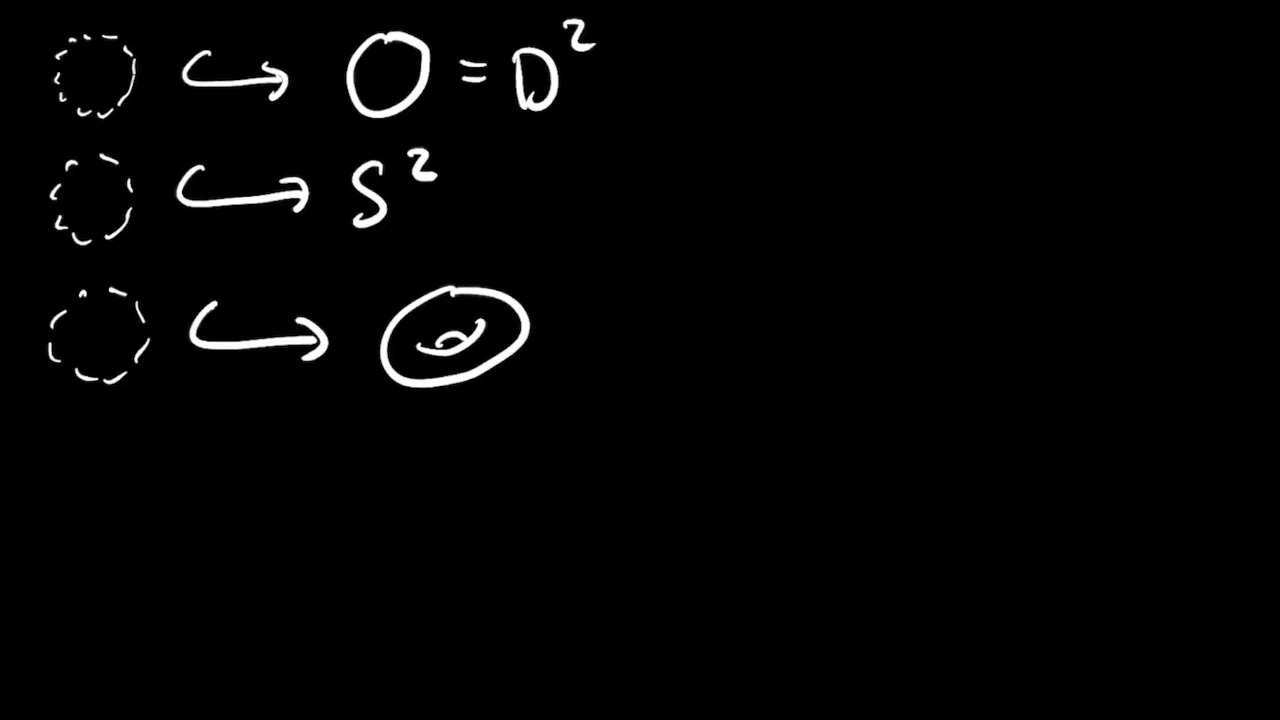 ↪ O = D²
↪ S²
↪